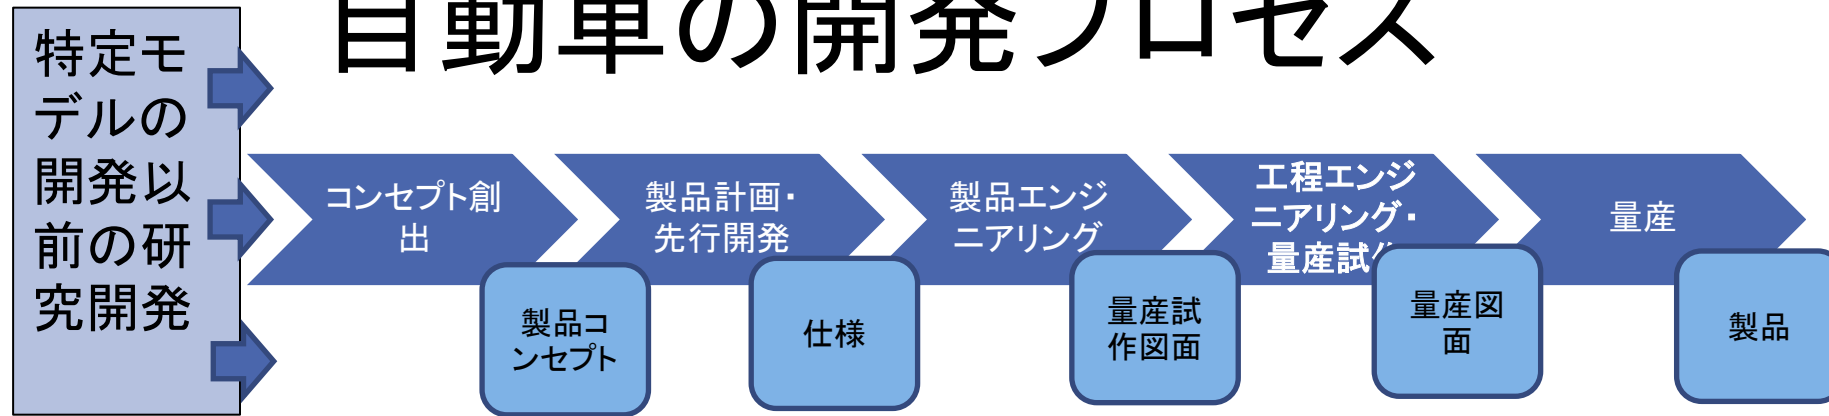 自動車の開発プロセス
特定モ
デルの
開発以
前の研
究開発
コンセプト創
出
製品計画・
先行開発
製品エンジ
ニアリング
工程エンジ
ニアリング・
量産試
量産
製品コ
ンセプト
仕様
量産試
作図面
量産図
面
製品